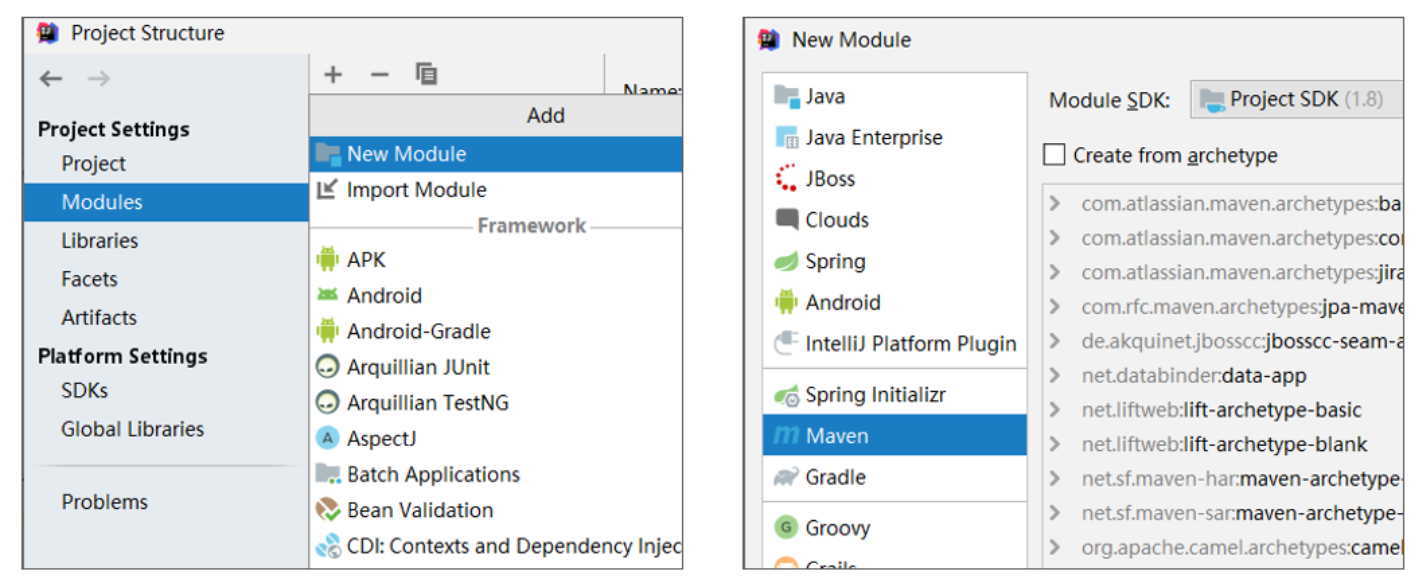 Project Structure
Name:
Project Settings
Project
Modules
Libraries
Facets
Artifacts
Platform Settings
SDKs
Global Libraries
Problems
Add
New Module
Import Module
Framework
APK
Android
Android-Gradle
Arquillian JUnit
Arquillian TestNG
A AspectJ
Batch Applications
Bean Validation
CDI: Contexts and Dependency Injec
New Module
Java
Java Enterprise
JBoss
Clouds
Spring
Android
IntelliJ Platform Plugin
Spring Initializr
m Maven
Gradle
G Groovy
Grails
Module SDK: Project SDK (1.8)
Create from archetype
com.atlassian.maven.archetypes:ba
com.atlassian.maven.archetypes:co
com.atlassian.maven.archetypes:jira
com.rfc.maven.archetypes:jpa-mave
de.akquinet.jbosscc:jbosscc-seam-a
net.databinder:data-app
net.liftweb:lift-archetype-basic
net.liftweb:lift-archetype-blank
net.sf.maven-har:maven-archetype-
net.sf.maven-sar:maven-archetype-
org.apache.camel.archetypes:camel